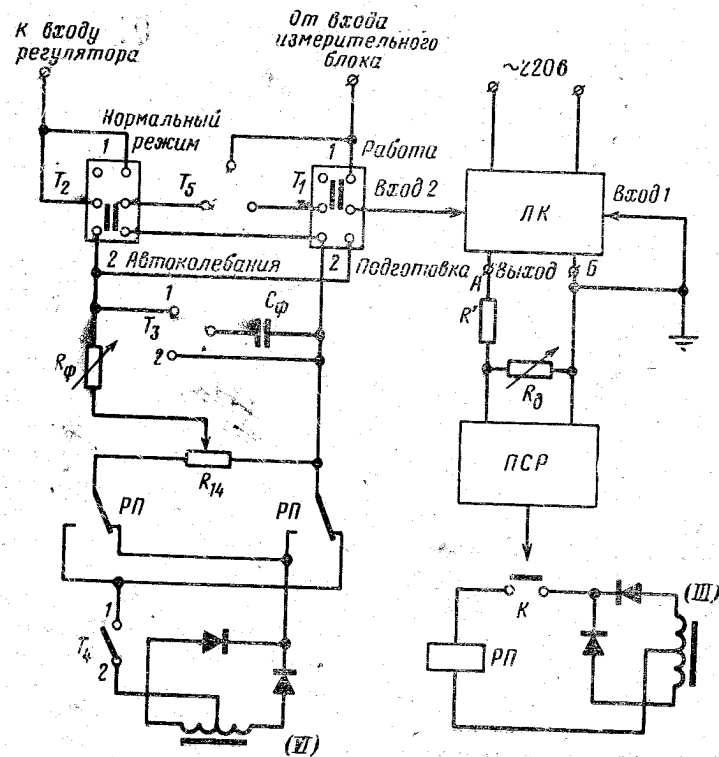 К входу
регулятора
От входа
измерительного
блока
~220в
Нормальный
режим
1
1
Работа
T2
T5
T1
Вход 2
ЛК
Вход 1
2
Автоколебания
2
Подготовка
А
Выход
Б
1
Cф
R'
T3
2
Rф
Rд
R14
ПСР
РП
РП
1
T4
2
К
(III)
РП
(VI)